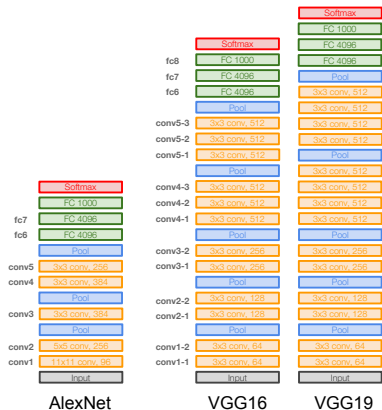 Softmax
FC 1000
fc7 FC 4096
fc6 FC 4096
Pool
conv5 3x3 conv, 256
conv4 3x3 conv, 384
Pool
conv3 3x3 conv, 384
Pool
conv2 5x5 conv, 256
conv1 11x11 conv, 96
Input
AlexNet
Softmax
fc8 FC 1000
fc7 FC 4096
fc6 FC 4096
Pool
conv5-3 3x3 conv, 512
conv5-2 3x3 conv, 512
conv5-1 3x3 conv, 512
Pool
conv4-3 3x3 conv, 512
conv4-2 3x3 conv, 512
conv4-1 3x3 conv, 512
Pool
conv3-2 3x3 conv, 256
conv3-1 3x3 conv, 256
Pool
conv2-2 3x3 conv, 128
conv2-1 3x3 conv, 128
Pool
conv1-2 3x3 conv, 64
conv1-1 3x3 conv, 64
Input
VGG16
Softmax
FC 1000
FC 4096
FC 4096
Pool
3x3 conv, 512
3x3 conv, 512
3x3 conv, 512
3x3 conv, 512
Pool
3x3 conv, 512
3x3 conv, 512
3x3 conv, 512
3x3 conv, 512
Pool
3x3 conv, 256
3x3 conv, 256
Pool
3x3 conv, 128
3x3 conv, 128
Pool
3x3 conv, 64
3x3 conv, 64
Input
VGG19